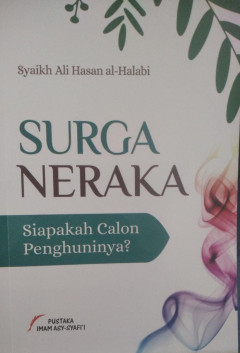 Syaikh Ali Hasan al-Halabi
SURGA
NERAKA
Siapakah Calon
Penghuninya?
PUSTAKA
IMAM ASY-SYAFI'I